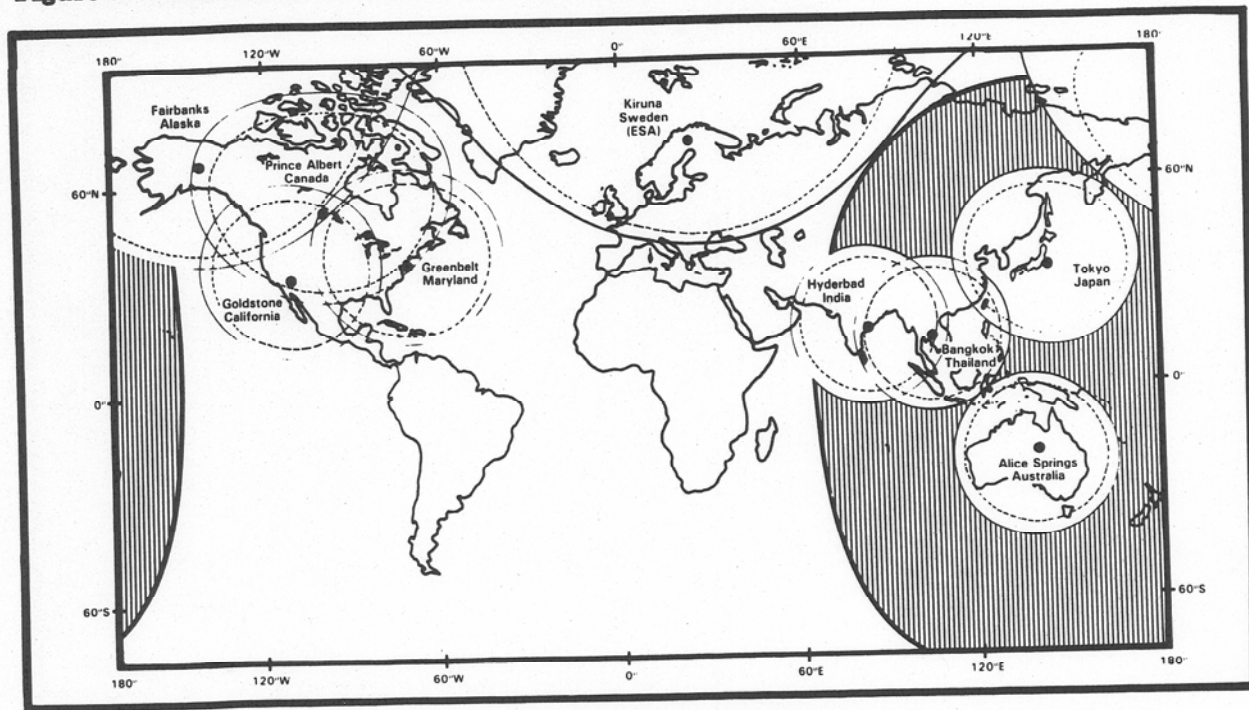 180°
120°W
60°W
0°
60°E
120°E
180°
Fairbanks
Alaska
Kiruna
Sweden
(ESA)
Prince Albert
Canada
60°N
60°N
Greenbelt
Maryland
Goldstone
California
Hyderbad
India
Tokyo
Japan
Bangkok
Thailand
0°
0°
Alice Springs
Australia
60°S
60°S
180°
120°W
60°W
0°
60°E
120°E
180°